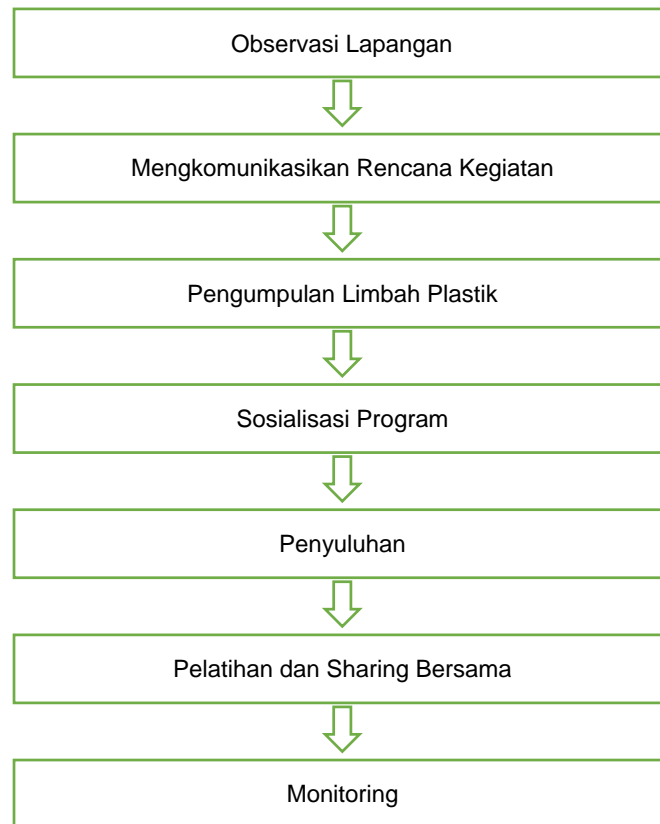 Observasi Lapangan
Mengkomunikasikan Rencana Kegiatan
Pengumpulan Limbah Plastik
Sosialisasi Program
Penyuluhan
Pelatihan dan Sharing Bersama
Monitoring